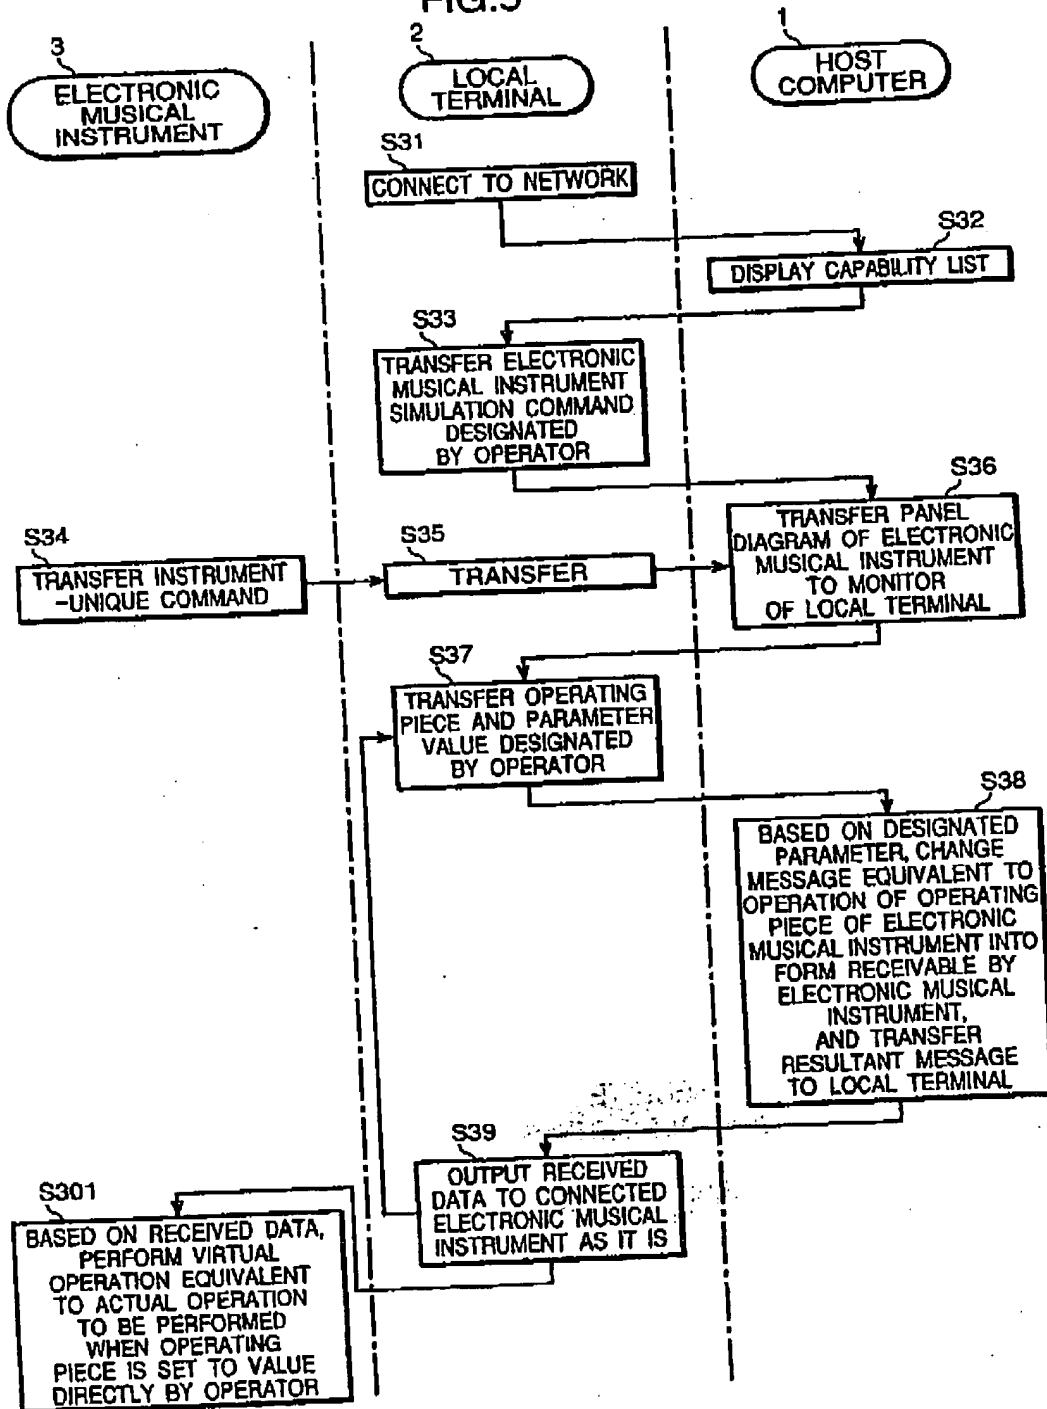 3
ELECTRONIC
MUSICAL
INSTRUMENT
2
LOCAL
TERMINAL
1
HOST
COMPUTER
S31
CONNECT TO NETWORK
S32
DISPLAY CAPABILITY LIST
S33
TRANSFER ELECTRONIC
MUSICAL INSTRUMENT
SIMULATION COMMAND
DESIGNATED
BY OPERATOR
S34
TRANSFER INSTRUMENT
-UNIQUE COMMAND
S35
TRANSFER
S36
TRANSFER PANEL
DIAGRAM OF ELECTRONIC
MUSICAL INSTRUMENT
TO MONITOR
OF LOCAL TERMINAL
S37
TRANSFER OPERATING
PIECE AND PARAMETER
VALUE DESIGNATED
BY OPERATOR
S38
BASED ON DESIGNATED
PARAMETER, CHANGE
MESSAGE EQUIVALENT TO
OPERATION OF OPERATING
PIECE OF ELECTRONIC
MUSICAL INSTRUMENT INTO
FORM RECEIVABLE BY
ELECTRONIC MUSICAL
INSTRUMENT,
AND TRANSFER
RESULTANT MESSAGE
TO LOCAL TERMINAL
S39
OUTPUT RECEIVED
DATA TO CONNECTED
ELECTRONIC MUSICAL
INSTRUMENT AS IT IS
S301
BASED ON RECEIVED DATA,
PERFORM VIRTUAL
OPERATION EQUIVALENT
TO ACTUAL OPERATION
TO BE PERFORMED
WHEN OPERATING
PIECE IS SET TO VALUE
DIRECTLY BY OPERATOR